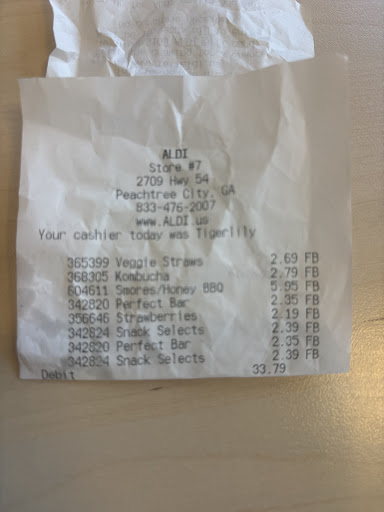 ALDI
Store #7
2709 Hwy 54
Peachtree City, GA
833-476-2007
www.ALDI.us
Your cashier today was Tigerlily
365399 Veggie Straws 2.69 FB
368305 Kombucha 2.79 FB
604611 Smores/Honey BBQ 5.95 FB
342820 Perfect Bar 2.35 FB
356646 Strawberries 2.19 FB
342824 Snack Selects 2.39 FB
342820 Perfect Bar 2.35 FB
342824 Snack Selects 2.39 FB
Debit 33.79